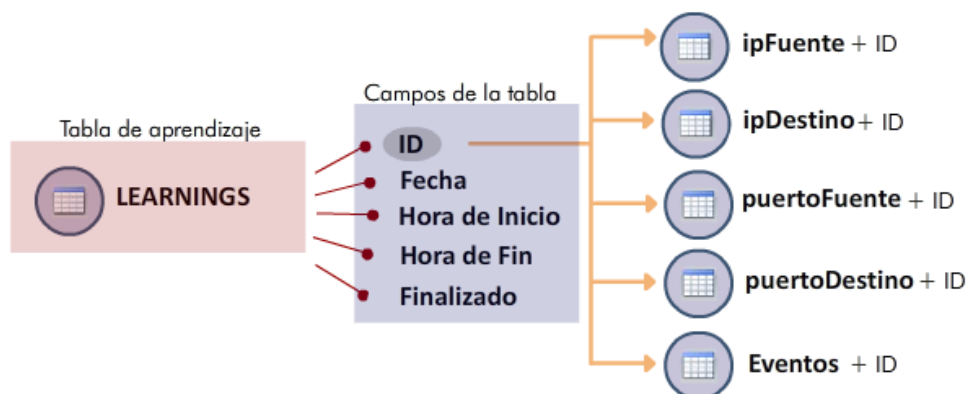 Tabla de aprendizaje
LEARNINGS
Campos de la tabla
ID
Fecha
Hora de Inicio
Hora de Fin
Finalizado
ipFuente + ID
ipDestino + ID
puertoFuente + ID
puertoDestino + ID
Eventos + ID